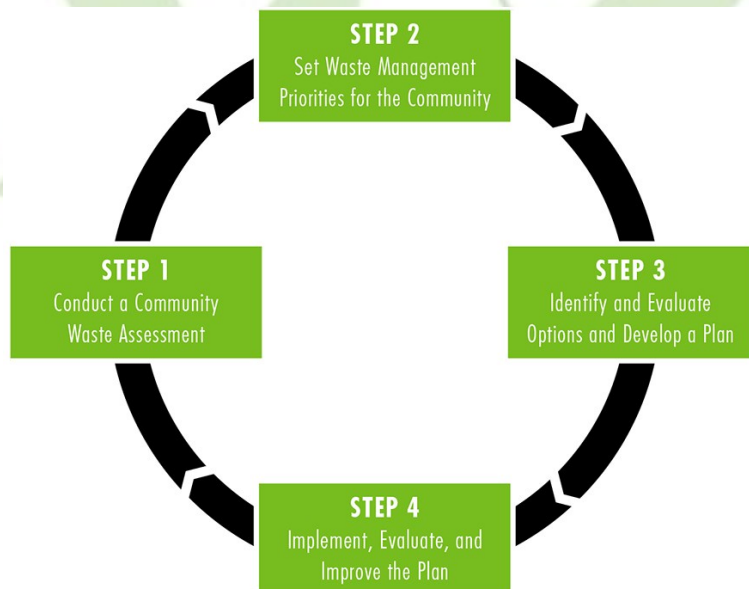 STEP 1
Conduct a Community
Waste Assessment
STEP 2
Set Waste Management
Priorities for the Community
STEP 3
Identify and Evaluate
Options and Develop a Plan
STEP 4
Implement, Evaluate, and
Improve the Plan